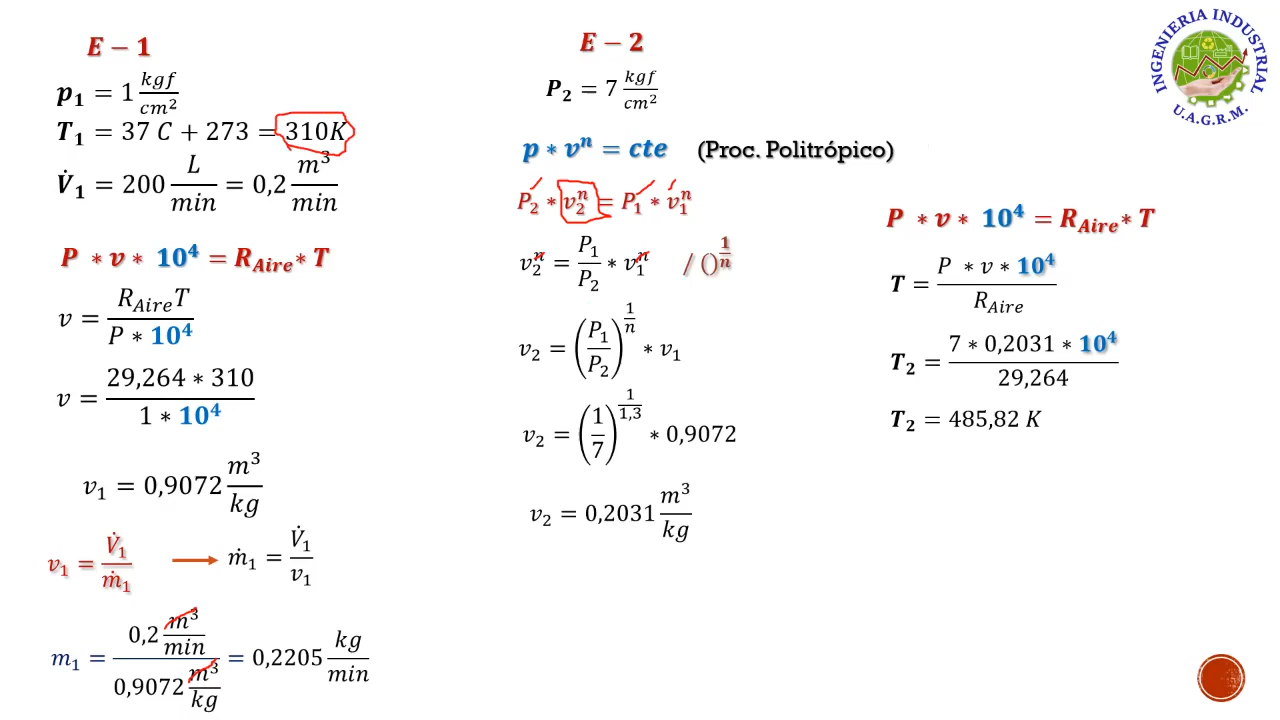 E − 1
p₁ = 1 kgf/cm²
T₁ = 37 C + 273 = 310K
V̇₁ = 200 L/min = 0,2 m³/min
P ∗ v ∗ 10⁴ = R_Aire ∗ T
v = R_Aire T / P ∗ 10⁴
v = 29,264 ∗ 310 / 1 ∗ 10⁴
v₁ = 0,9072 m³/kg
v₁ = V̇₁/ṁ₁ → ṁ₁ = V̇₁/v₁
m₁ = 0,2 m³/min / 0,9072 m³/kg = 0,2205 kg/min
E − 2
P₂ = 7 kgf/cm²
p ∗ vⁿ = cte (Proc. Politrópico)
P₂ ∗ v₂ⁿ = P₁ ∗ v₁ⁿ
v₂ⁿ = P₁/P₂ ∗ v₁ⁿ / ()^(1/n)
v₂ = (P₁/P₂)^(1/n) ∗ v₁
v₂ = (1/7)^(1/1,3) ∗ 0,9072
v₂ = 0,2031 m³/kg
P ∗ v ∗ 10⁴ = R_Aire ∗ T
T = P ∗ v ∗ 10⁴ / R_Aire
T₂ = 7 ∗ 0,2031 ∗ 10⁴ / 29,264
T₂ = 485,82 K
INGENIERIA INDUSTRIAL
U.A.G.R.M.